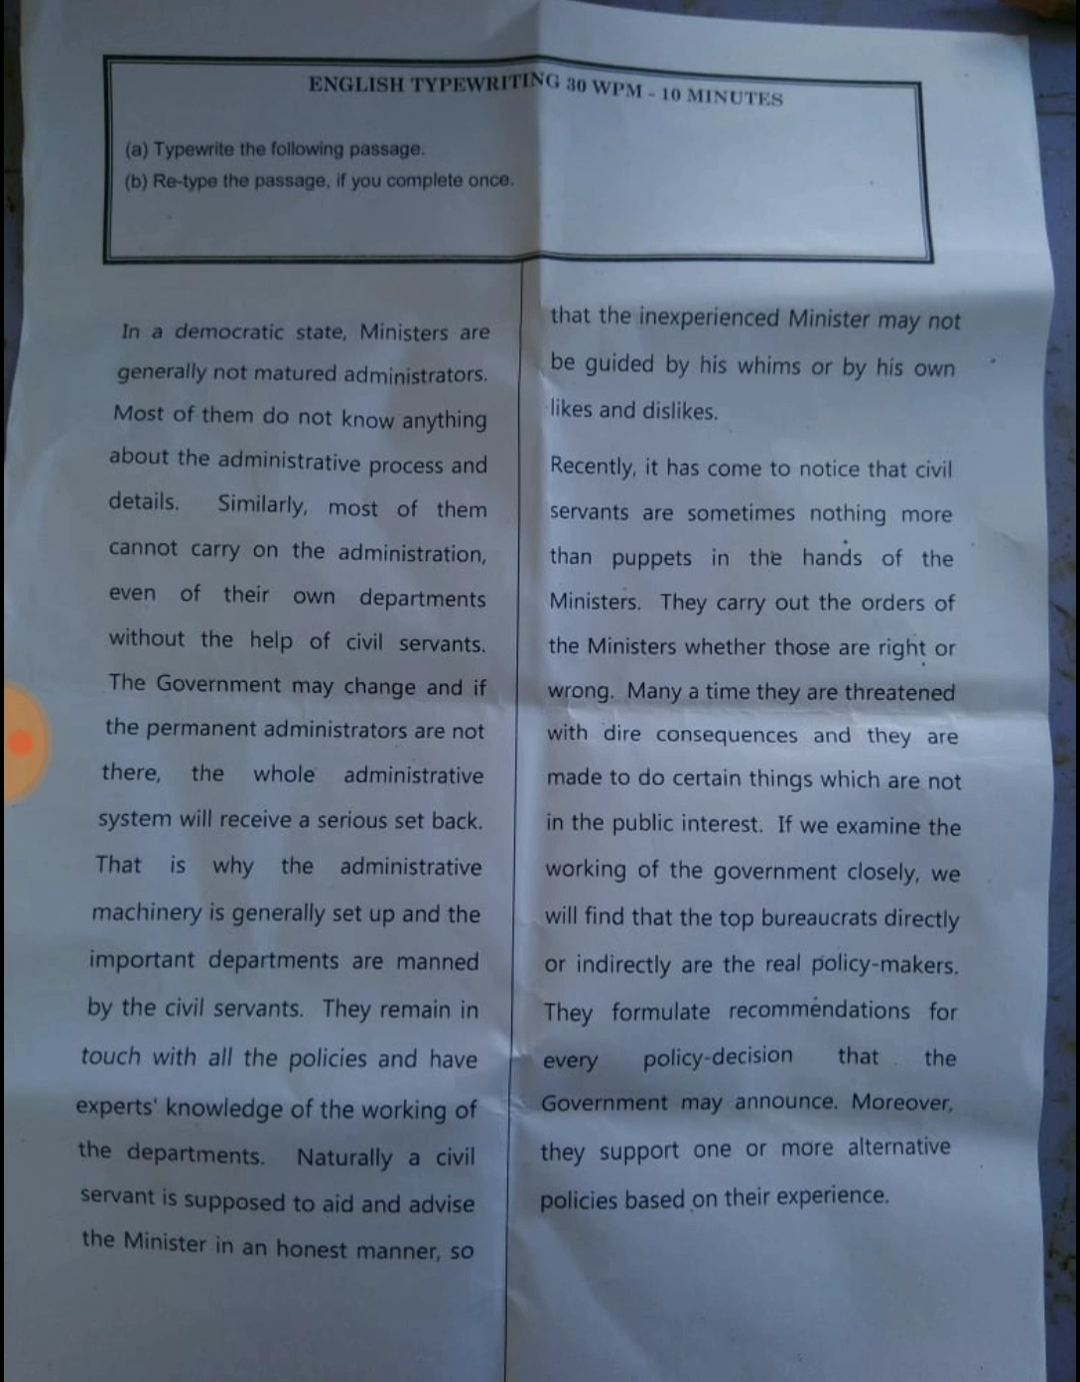 ENGLISH TYPEWRITING 30 WPM - 10 MINUTES
(a) Typewrite the following passage.
(b) Re-type the passage, if you complete once.
In a democratic state, Ministers are
generally not matured administrators.
Most of them do not know anything
about the administrative process and
details. Similarly, most of them
cannot carry on the administration,
even of their own departments
without the help of civil servants.
The Government may change and if
the permanent administrators are not
there, the whole administrative
system will receive a serious set back.
That is why the administrative
machinery is generally set up and the
important departments are manned
by the civil servants. They remain in
touch with all the policies and have
experts' knowledge of the working of
the departments. Naturally a civil
servant is supposed to aid and advise
the Minister in an honest manner, so
that the inexperienced Minister may not
be guided by his whims or by his own
likes and dislikes.
Recently, it has come to notice that civil
servants are sometimes nothing more
than puppets in the hands of the
Ministers. They carry out the orders of
the Ministers whether those are right or
wrong. Many a time they are threatened
with dire consequences and they are
made to do certain things which are not
in the public interest. If we examine the
working of the government closely, we
will find that the top bureaucrats directly
or indirectly are the real policy-makers.
They formulate recommendations for
every policy-decision that the
Government may announce. Moreover,
they support one or more alternative
policies based on their experience.